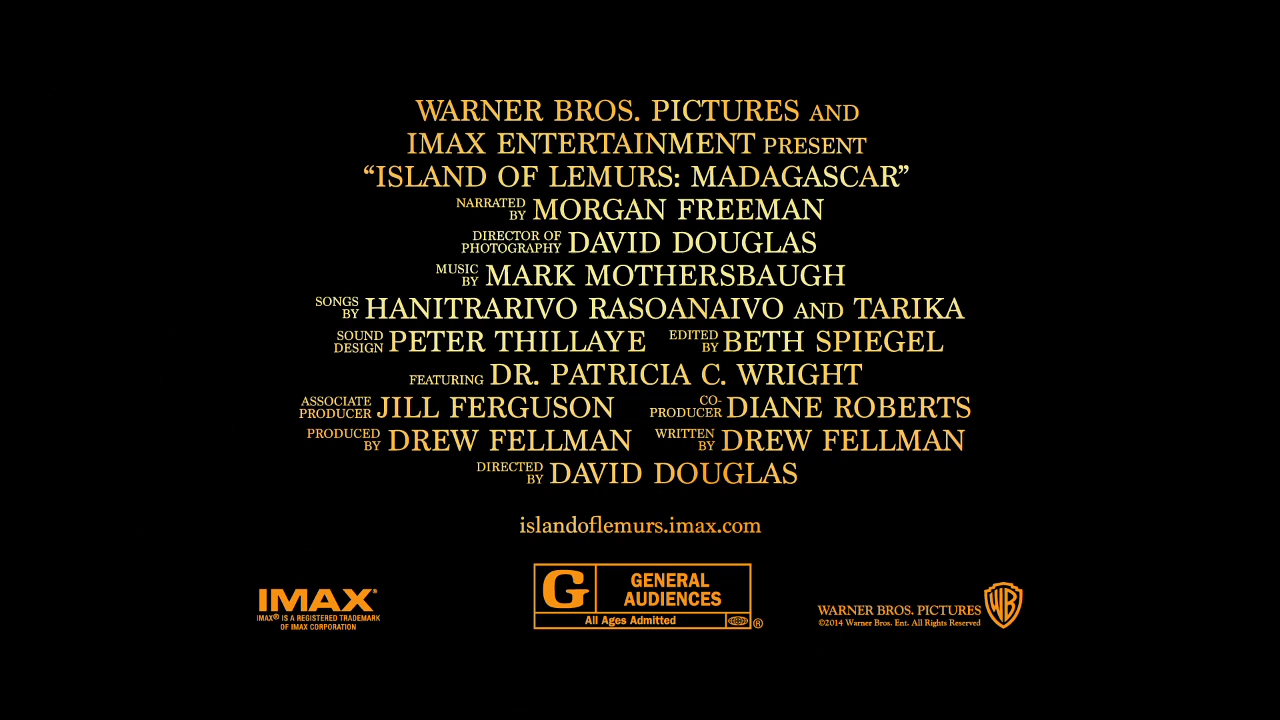 WARNER BROS. PICTURES AND
IMAX ENTERTAINMENT PRESENT
“ISLAND OF LEMURS: MADAGASCAR”
NARRATED BY MORGAN FREEMAN
DIRECTOR OF PHOTOGRAPHY DAVID DOUGLAS
MUSIC BY MARK MOTHERSBAUGH
SONGS BY HANITRARIVO RASOANAIVO AND TARIKA
SOUND DESIGN PETER THILLAYE EDITED BY BETH SPIEGEL
FEATURING DR. PATRICIA C. WRIGHT
ASSOCIATE PRODUCER JILL FERGUSON CO-PRODUCER DIANE ROBERTS
PRODUCED BY DREW FELLMAN WRITTEN BY DREW FELLMAN
DIRECTED BY DAVID DOUGLAS
islandoflemurs.imax.com
IMAX®
IMAX® IS A REGISTERED TRADEMARK
OF IMAX CORPORATION
G
GENERAL
AUDIENCES
All Ages Admitted
®
WARNER BROS. PICTURES
©2014 Warner Bros. Ent. All Rights Reserved
WB